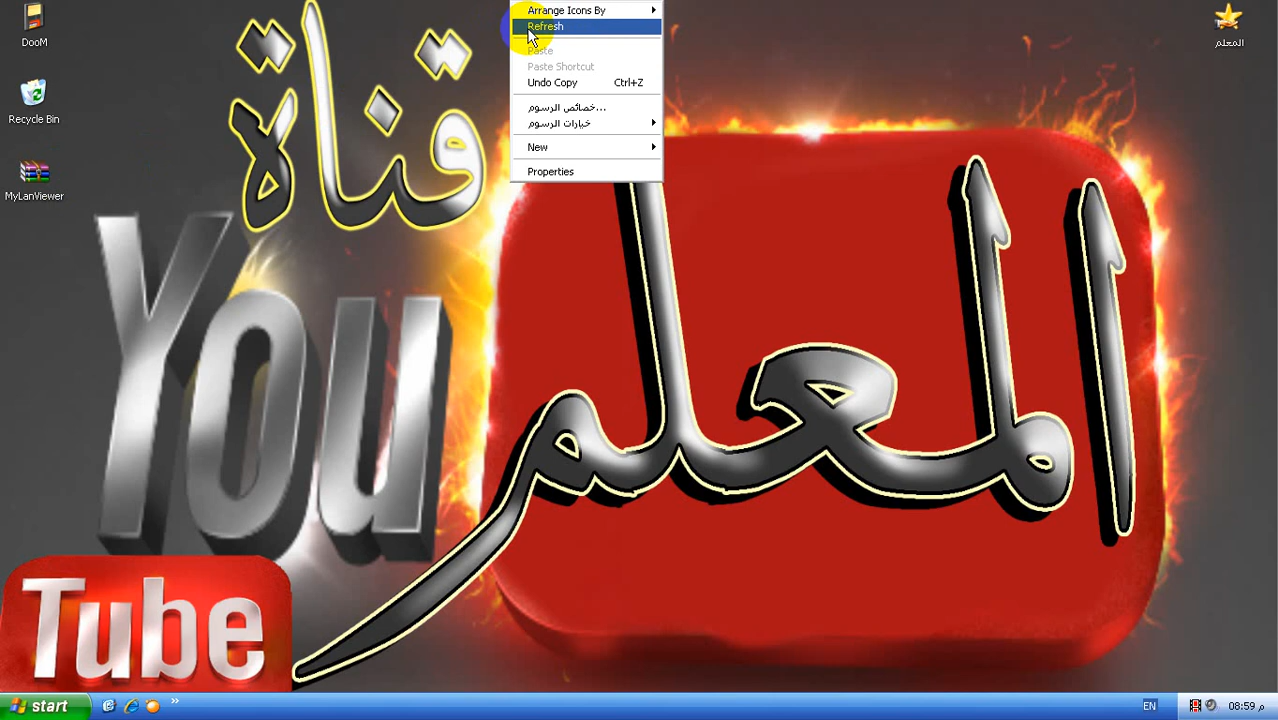 DooM
Recycle Bin
MyLanViewer
المعلم
Arrange Icons By
Refresh
Paste
Paste Shortcut
Undo Copy Ctrl+Z
خصائص الرسوم...
خيارات الرسوم
New
Properties
قناة
المعلم
You
Tube
start
EN
08:59 م